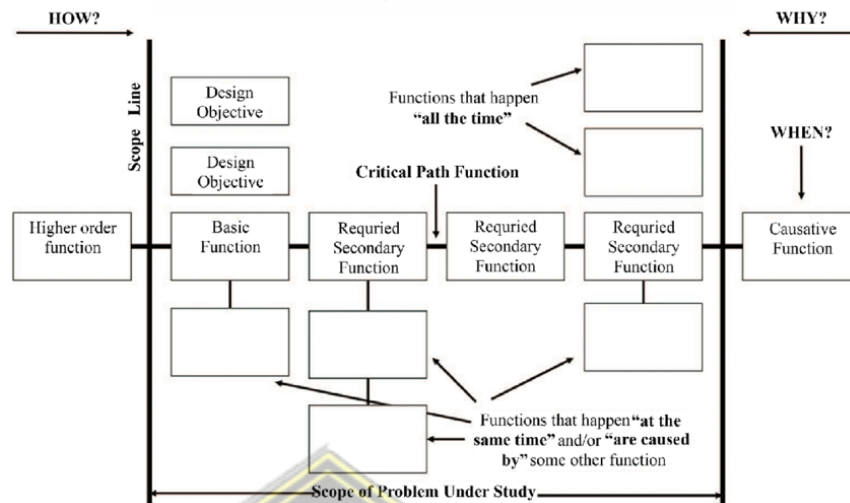 HOW?
WHY?
Scope Line
Design
Objective
Functions that happen
“all the time”
Design
Objective
WHEN?
Critical Path Function
Higher order
function
Basic
Function
Requried
Secondary
Function
Requried
Secondary
Function
Requried
Secondary
Function
Causative
Function
Functions that happen “at the
same time” and/or “are caused
by” some other function
Scope of Problem Under Study